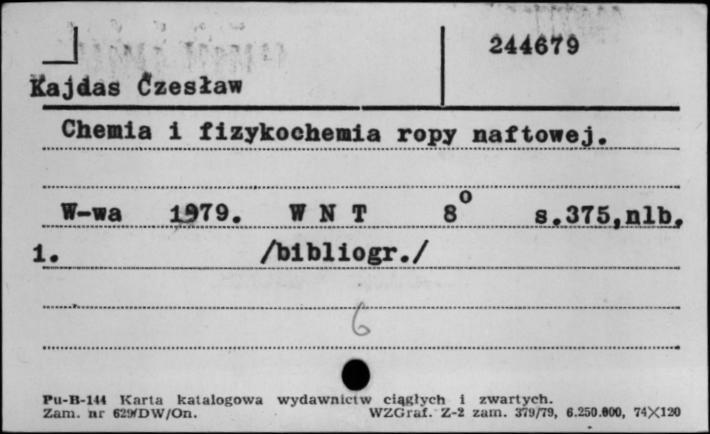 244679
Kajdas Czesław
Chemia i fizykochemia ropy naftowej.
W-wa 1979. W N T 8° s.375,nlb.
1. /bibliogr./
6
Pu-B-144 Karta katalogowa wydawnictw ciągłych i zwartych.
Zam. nr 629/DW/On. WZGraf. Z-2 zam. 379/79, 6.250.000, 74X120